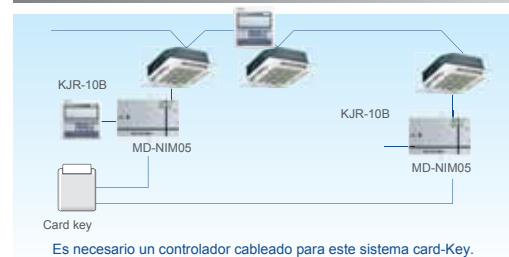 KJR-10B
KJR-10B
MD-NIM05
MD-NIM05
Card key
Es necesario un controlador cableado para este sistema card-Key.